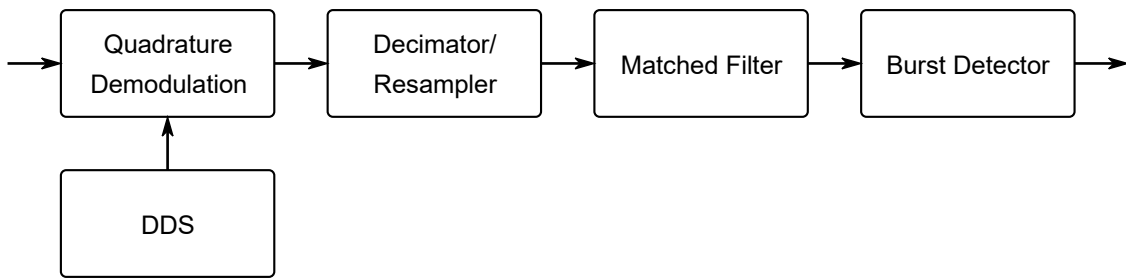 Quadrature
Demodulation
Decimator/
Resampler
Matched Filter
Burst Detector
DDS